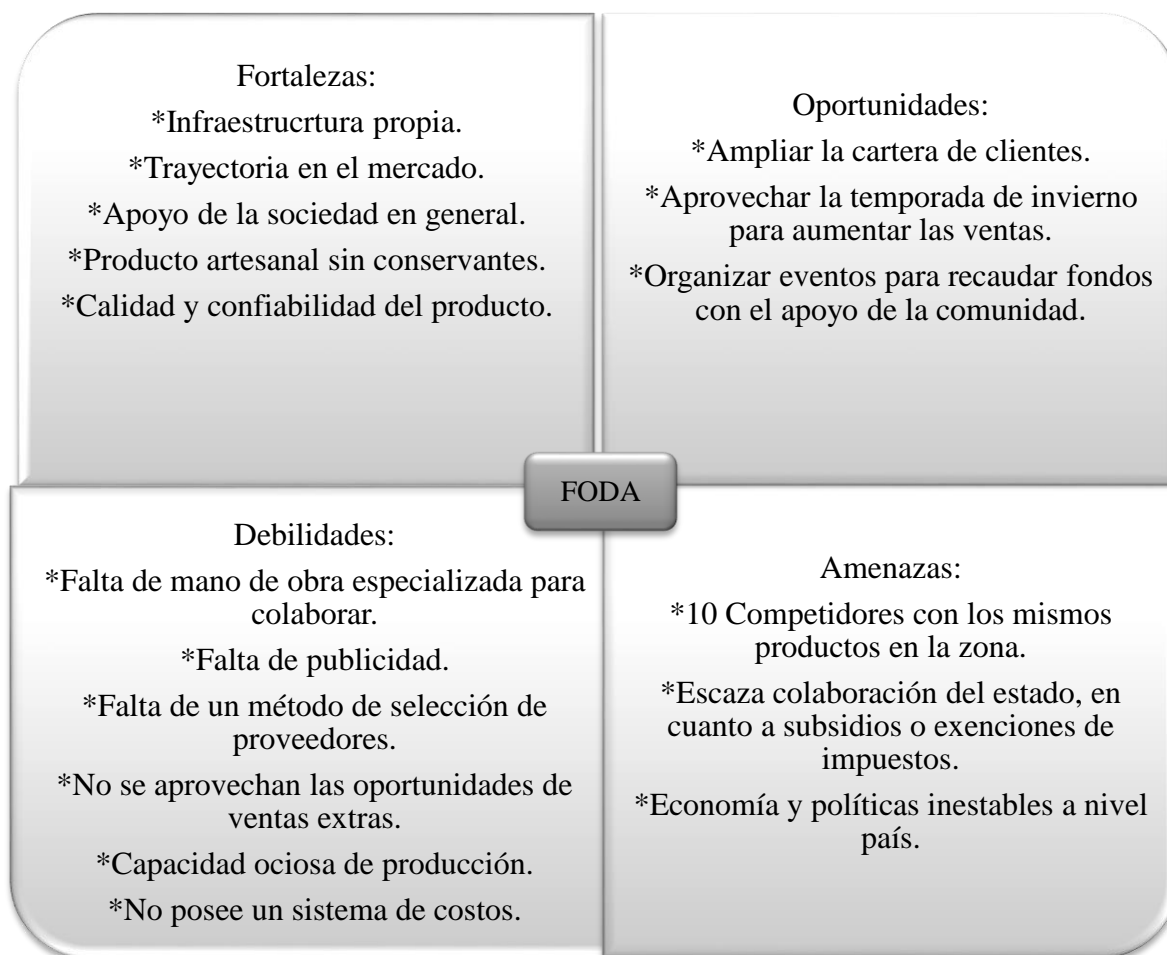 Fortalezas:
*Infraestrucrtura propia.
*Trayectoria en el mercado.
*Apoyo de la sociedad en general.
*Producto artesanal sin conservantes.
*Calidad y confiabilidad del producto.
Oportunidades:
*Ampliar la cartera de clientes.
*Aprovechar la temporada de invierno
para aumentar las ventas.
*Organizar eventos para recaudar fondos
con el apoyo de la comunidad.
FODA
Debilidades:
*Falta de mano de obra especializada para
colaborar.
*Falta de publicidad.
*Falta de un método de selección de
proveedores.
*No se aprovechan las oportunidades de
ventas extras.
*Capacidad ociosa de producción.
*No posee un sistema de costos.
Amenazas:
*10 Competidores con los mismos
productos en la zona.
*Escaza colaboración del estado, en
cuanto a subsidios o exenciones de
impuestos.
*Economía y políticas inestables a nivel
país.